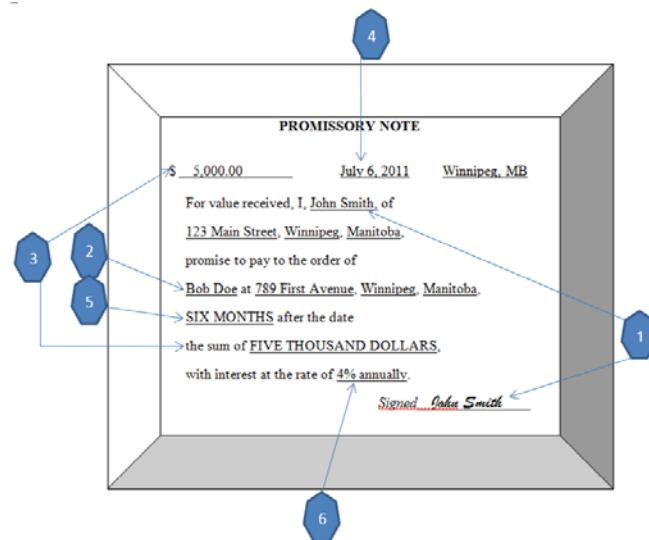 4
PROMISSORY NOTE
$ 5,000.00 July 6, 2011 Winnipeg, MB
For value received, I, John Smith, of
123 Main Street, Winnipeg, Manitoba,
promise to pay to the order of
3
2
Bob Doe at 789 First Avenue, Winnipeg, Manitoba,
5
SIX MONTHS after the date
1
the sum of FIVE THOUSAND DOLLARS,
with interest at the rate of 4% annually.
Signed John Smith
6